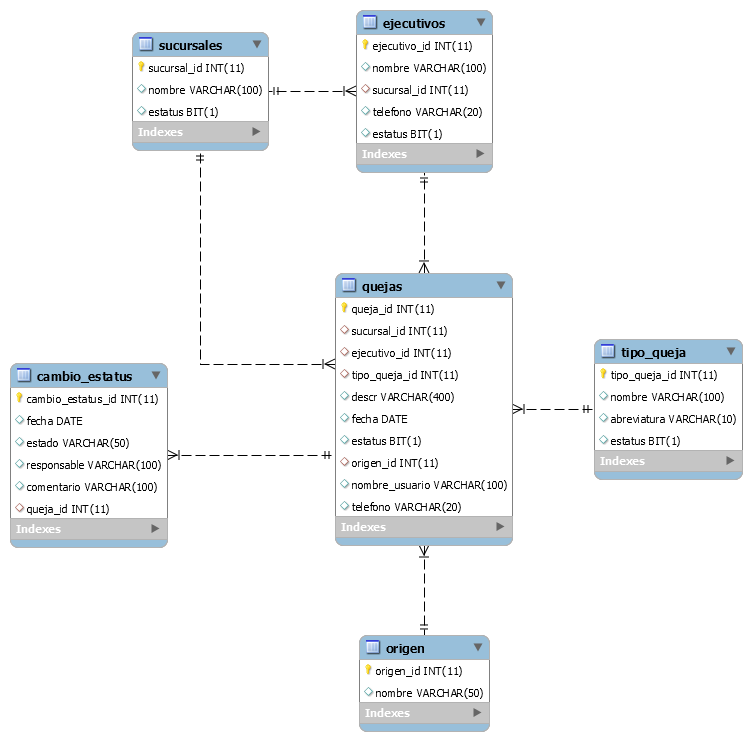 sucursales
sucursal_id INT(11)
nombre VARCHAR(100)
estatus BIT(1)
Indexes
ejecutivos
ejecutivo_id INT(11)
nombre VARCHAR(100)
sucursal_id INT(11)
telefono VARCHAR(20)
estatus BIT(1)
Indexes
quejas
queja_id INT(11)
sucursal_id INT(11)
ejecutivo_id INT(11)
tipo_queja_id INT(11)
descr VARCHAR(400)
fecha DATE
estatus BIT(1)
origen_id INT(11)
nombre_usuario VARCHAR(100)
telefono VARCHAR(20)
Indexes
tipo_queja
tipo_queja_id INT(11)
nombre VARCHAR(100)
abreviatura VARCHAR(10)
estatus BIT(1)
Indexes
cambio_estatus
cambio_estatus_id INT(11)
fecha DATE
estado VARCHAR(50)
responsable VARCHAR(100)
comentario VARCHAR(100)
queja_id INT(11)
Indexes
origen
origen_id INT(11)
nombre VARCHAR(50)
Indexes